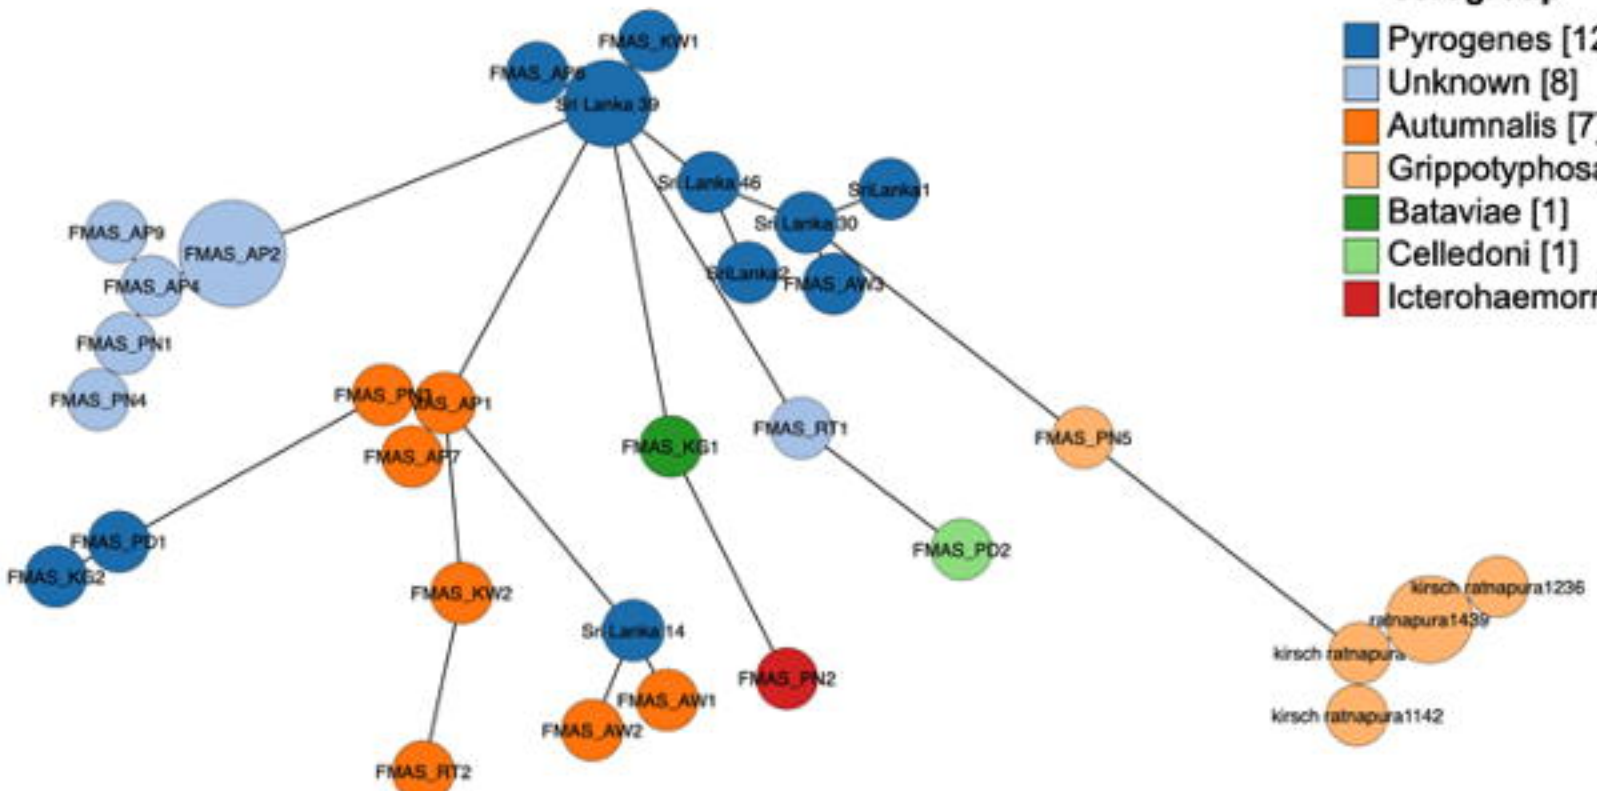 Pyrogenes [12
Unknown [8]
Autumnalis [7]
Grippotyphosa
Bataviae [1]
Celledoni [1]
Icterohaemorr
FMAS_KW1
Sri Lanka 39
Sri Lanka 46
SriLanka1
Sri Lanka 30
SriLanka2
FMAS_AW3
FMAS_AP9
FMAS_AP2
FMAS_AP4
FMAS_PN1
FMAS_PN4
FMAS_PN3
AS_AP1
FMAS_AP7
FMAS_KG1
FMAS_RT1
FMAS_PN5
FMAS_PD1
FMAS_KG2
FMAS_PD2
FMAS_KW2
Sri Lanka 14
FMAS_AW1
FMAS_AW2
FMAS_PN2
FMAS_RT2
kirsch ratnapura1236
ratnapura1439
kirsch ratnapura
kirsch ratnapura1142